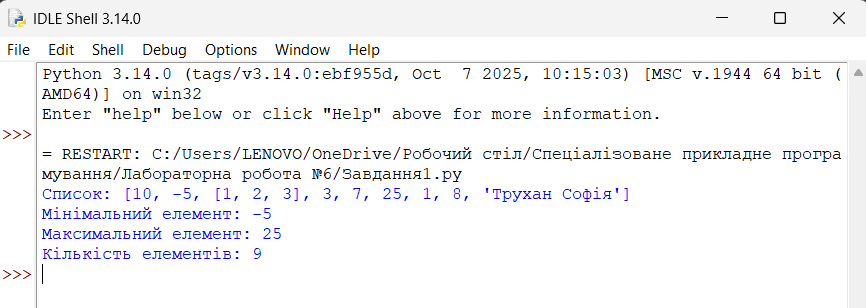 IDLE Shell 3.14.0
File Edit Shell Debug Options Window Help
Python 3.14.0 (tags/v3.14.0:ebf955d, Oct  7 2025, 10:15:03) [MSC v.1944 64 bit (
AMD64)] on win32
Enter "help" below or click "Help" above for more information.
>>>
= RESTART: C:/Users/LENOVO/OneDrive/Робочий стіл/Спеціалізоване прикладне програ
мування/Лабораторна робота №6/Завдання1.py
Список: [10, -5, [1, 2, 3], 3, 7, 25, 1, 8, 'Трухан Софія']
Мінімальний елемент: -5
Максимальний елемент: 25
Кількість елементів: 9
>>>